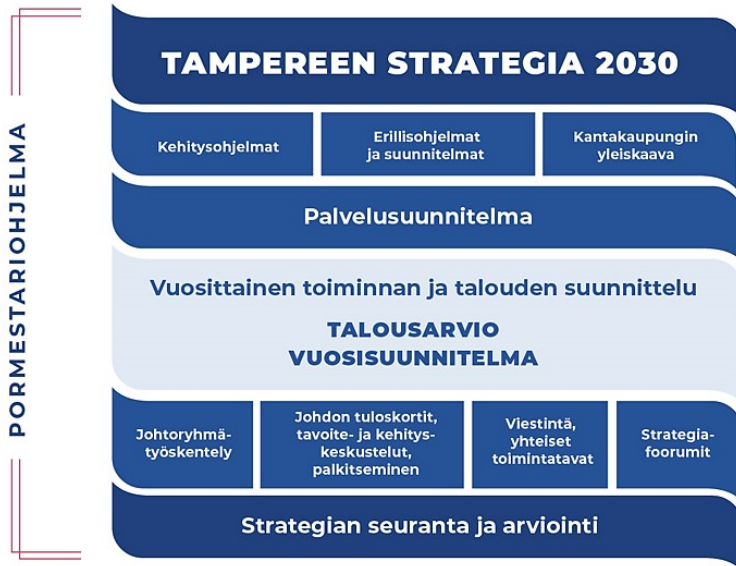 PORMESTARIOHJELMA
TAMPEREEN STRATEGIA 2030
Kehitysohjelmat
Erillisohjelmat
ja suunnitelmat
Kantakaupungin
yleiskaava
Palvelusuunnitelma
Vuosittainen toiminnan ja talouden suunnittelu
TALOUSARVIO
VUOSISUUNNITELMA
Johtoryhmä-
työskentely
Johdon tuloskortit,
tavoite- ja kehitys-
keskustelut,
palkitseminen
Viestintä,
yhteiset
toimintatavat
Strategia-
foorumit
Strategian seuranta ja arviointi